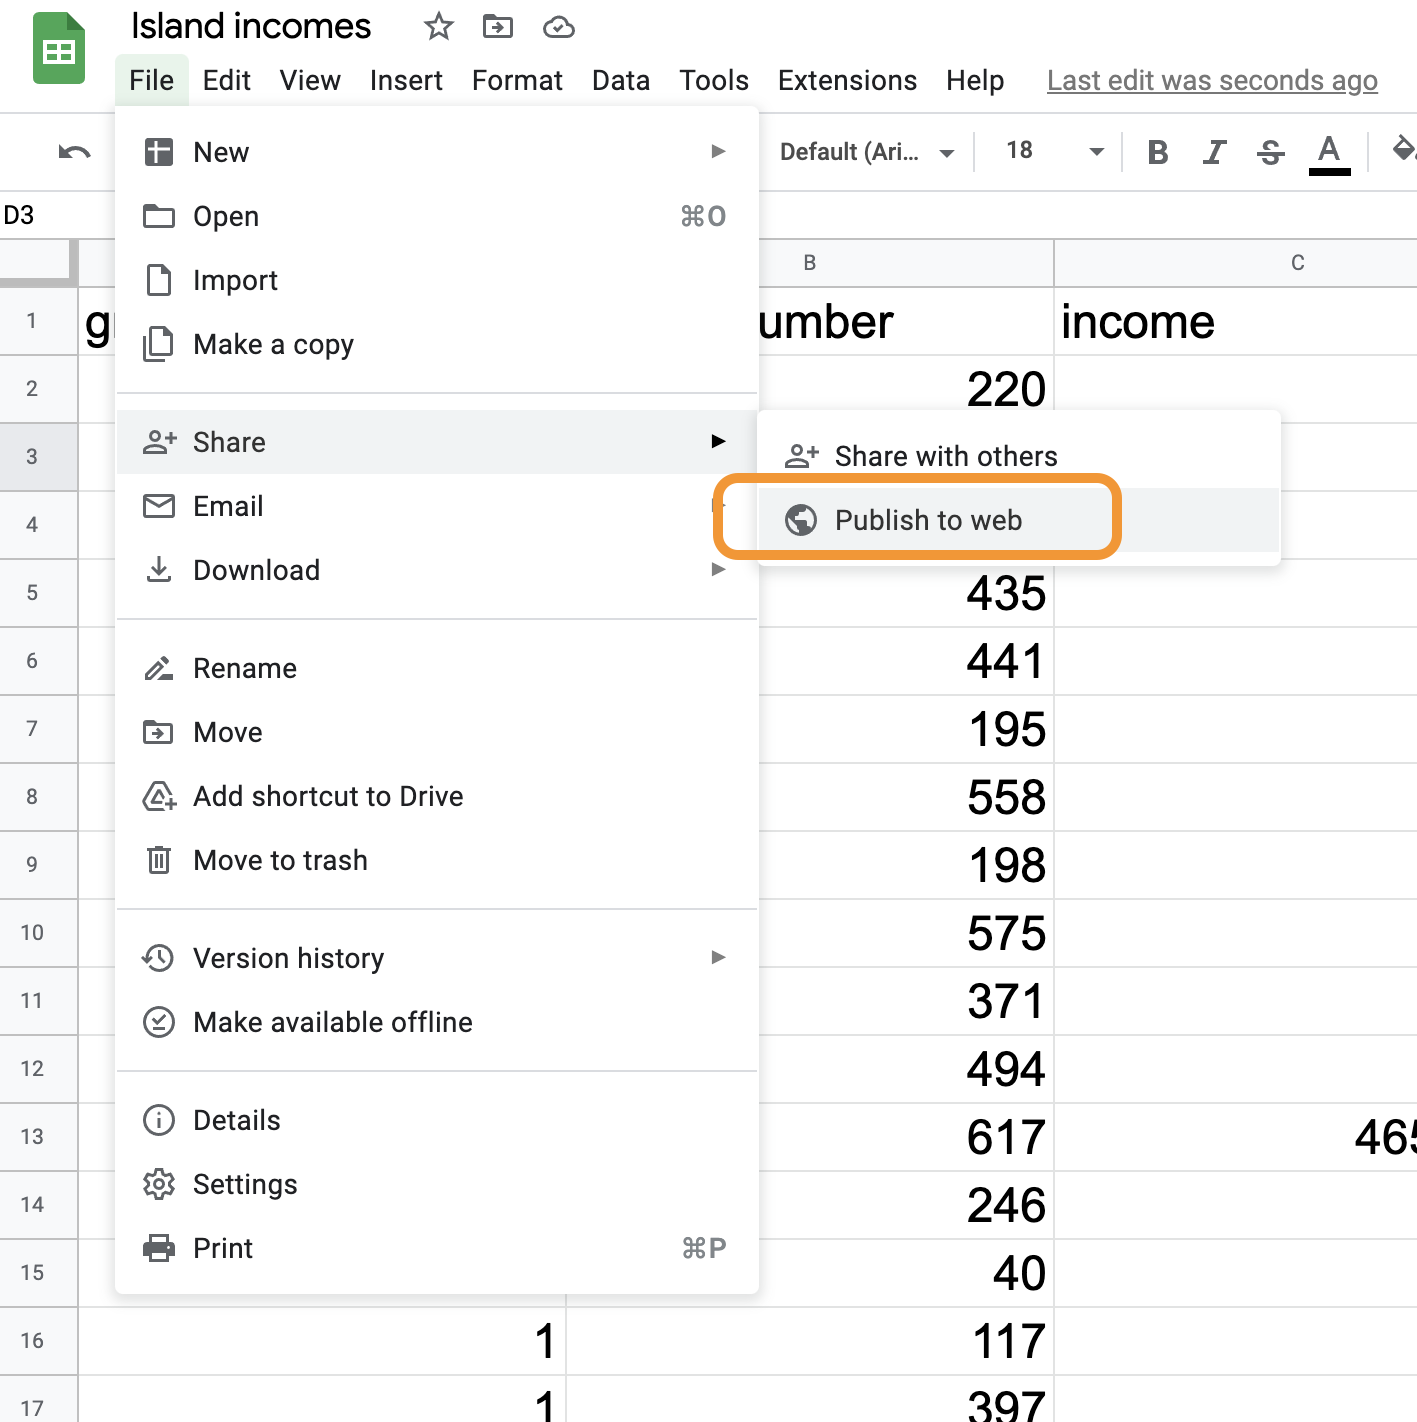 Island incomes
File Edit View Insert Format Data Tools Extensions Help Last edit was seconds ago
Default (Ari... 18 B I S A
D3
New
Open ⌘O
Import
Make a copy
Share
Email
Download
Share with others
Publish to web
Rename
Move
Add shortcut to Drive
Move to trash
Version history
Make available offline
Details
Settings
Print ⌘P
B C
1 g umber income
2 220
3
4
5 435
6 441
7 195
8 558
9 198
10 575
11 371
12 494
13 617 465
14 246
15 40
16 1 117
17 1 397